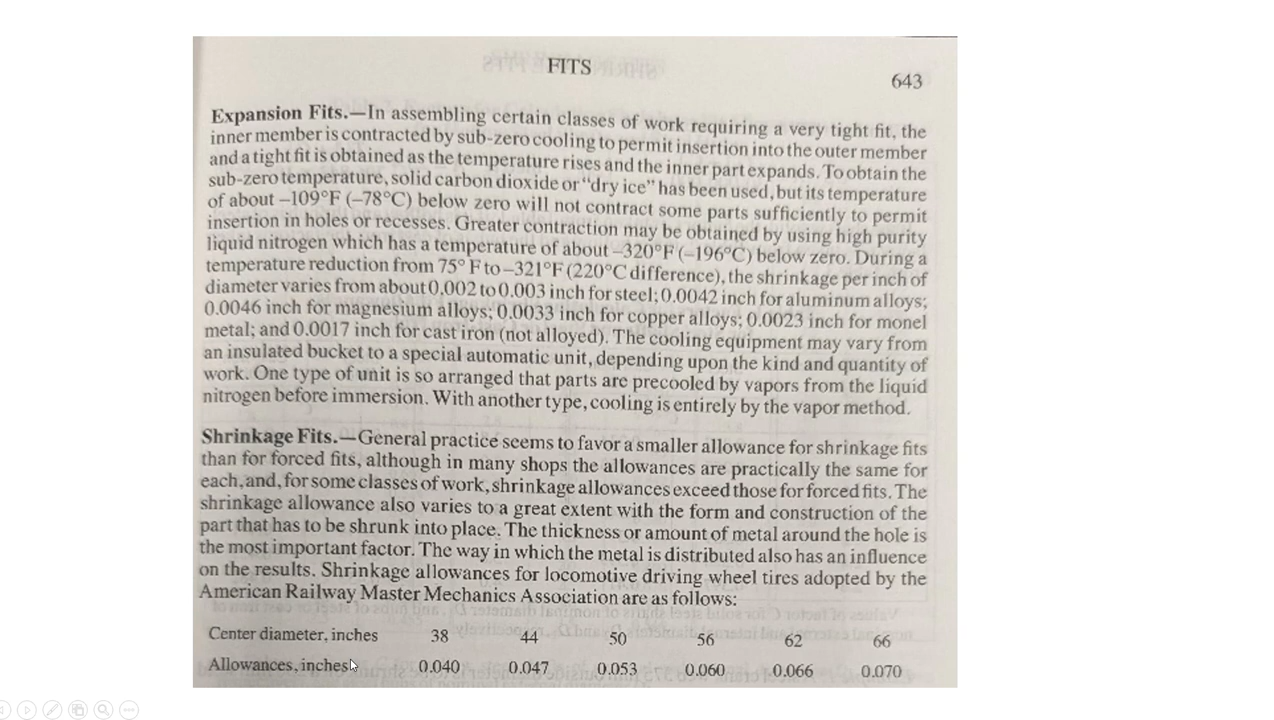 FITS
643
Expansion Fits.—In assembling certain classes of work requiring a very tight fit, the
inner member is contracted by sub-zero cooling to permit insertion into the outer member
and a tight fit is obtained as the temperature rises and the inner part expands. To obtain the
sub-zero temperature, solid carbon dioxide or “dry ice” has been used, but its temperature
of about –109°F (–78°C) below zero will not contract some parts sufficiently to permit
insertion in holes or recesses. Greater contraction may be obtained by using high purity
liquid nitrogen which has a temperature of about –320°F (–196°C) below zero. During a
temperature reduction from 75° F to –321°F (220°C difference), the shrinkage per inch of
diameter varies from about 0.002 to 0.003 inch for steel; 0.0042 inch for aluminum alloys;
0.0046 inch for magnesium alloys; 0.0033 inch for copper alloys; 0.0023 inch for monel
metal; and 0.0017 inch for cast iron (not alloyed). The cooling equipment may vary from
an insulated bucket to a special automatic unit, depending upon the kind and quantity of
work. One type of unit is so arranged that parts are precooled by vapors from the liquid
nitrogen before immersion. With another type, cooling is entirely by the vapor method.
Shrinkage Fits.—General practice seems to favor a smaller allowance for shrinkage fits
than for forced fits, although in many shops the allowances are practically the same for
each, and, for some classes of work, shrinkage allowances exceed those for forced fits. The
shrinkage allowance also varies to a great extent with the form and construction of the
part that has to be shrunk into place. The thickness or amount of metal around the hole is
the most important factor. The way in which the metal is distributed also has an influence
on the results. Shrinkage allowances for locomotive driving wheel tires adopted by the
American Railway Master Mechanics Association are as follows:
Center diameter, inches 38 44 50 56 62 66
Allowances, inches 0.040 0.047 0.053 0.060 0.066 0.070